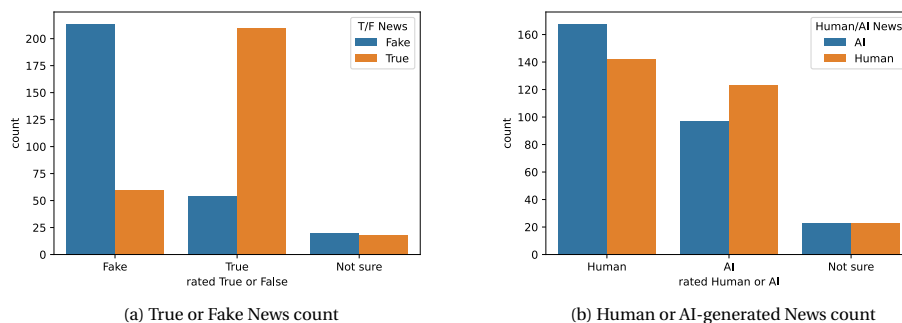 T/F News
Fake
True
200
175
150
125
100
75
50
25
0
count
Fake
True
Not sure
rated True or False
(a) True or Fake News count
Human/AI News
AI
Human
160
140
120
100
80
60
40
20
0
count
Human
AI
Not sure
rated Human or AI
(b) Human or AI-generated News count